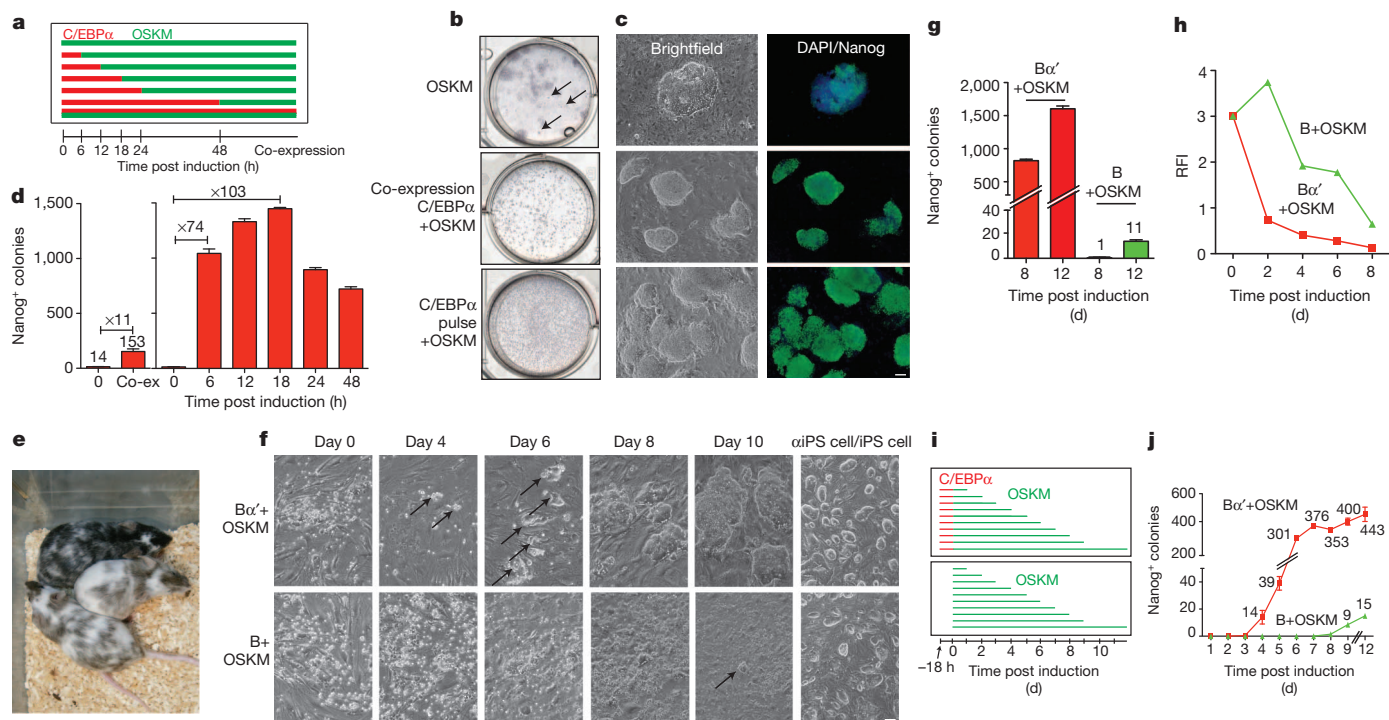 a
C/EBPα OSKM
0 6 12 18 24 48 Co-expression
Time post induction (h)
b
OSKM
Co-expression
C/EBPα
+OSKM
C/EBPα
pulse
+OSKM
c
Brightfield
DAPI/Nanog
d
Nanog+ colonies
1,500
1,000
500
0
×11
14
153
0 Co-ex
×103
×74
0 6 12 18 24 48
Time post induction (h)
e
f
Day 0 Day 4 Day 6 Day 8 Day 10 αiPS cell/iPS cell
Bα′+
OSKM
B+
OSKM
g
Nanog+ colonies
2,000
1,500
1,000
500
40
20
0
Bα′
+OSKM
B
+OSKM
1
11
8 12 8 12
Time post induction
(d)
h
RFI
4
3
2
1
0
B+OSKM
Bα′
+OSKM
0 2 4 6 8
Time post induction
(d)
i
C/EBPα
OSKM
OSKM
0 2 4 6 8 10
–18 h
Time post induction
(d)
j
Nanog+ colonies
600
400
200
40
20
0
Bα′+OSKM
14
39
301
376
353
400
443
B+OSKM
9
15
1 2 3 4 5 6 7 8 9 12
Time post induction
(d)